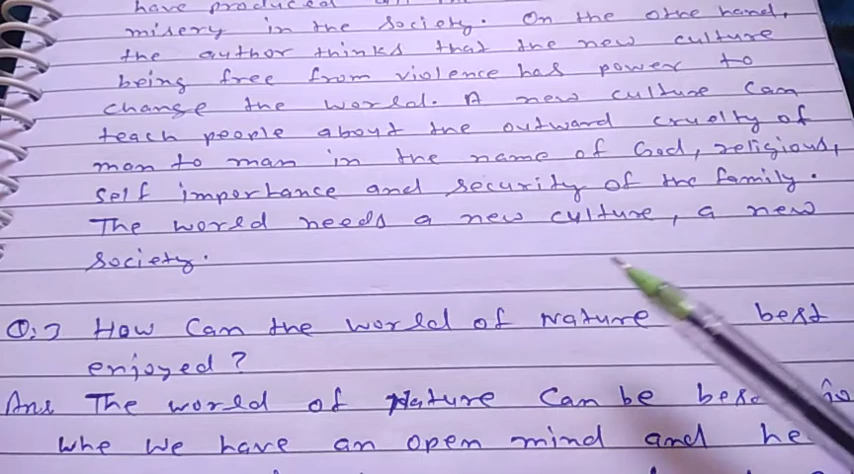 have produced
misery in the society. On the othe hand,
the author thinks that the new culture
being free from violence has power to
change the world. A new culture can
teach people about the outward cruelty of
man to man in the name of God, religious,
self importance and security of the family.
The world needs a new culture, a new
society.
Q.7 How can the world of nature best
enjoyed?
Ans The world of Nature can be
whe we have an open mind and